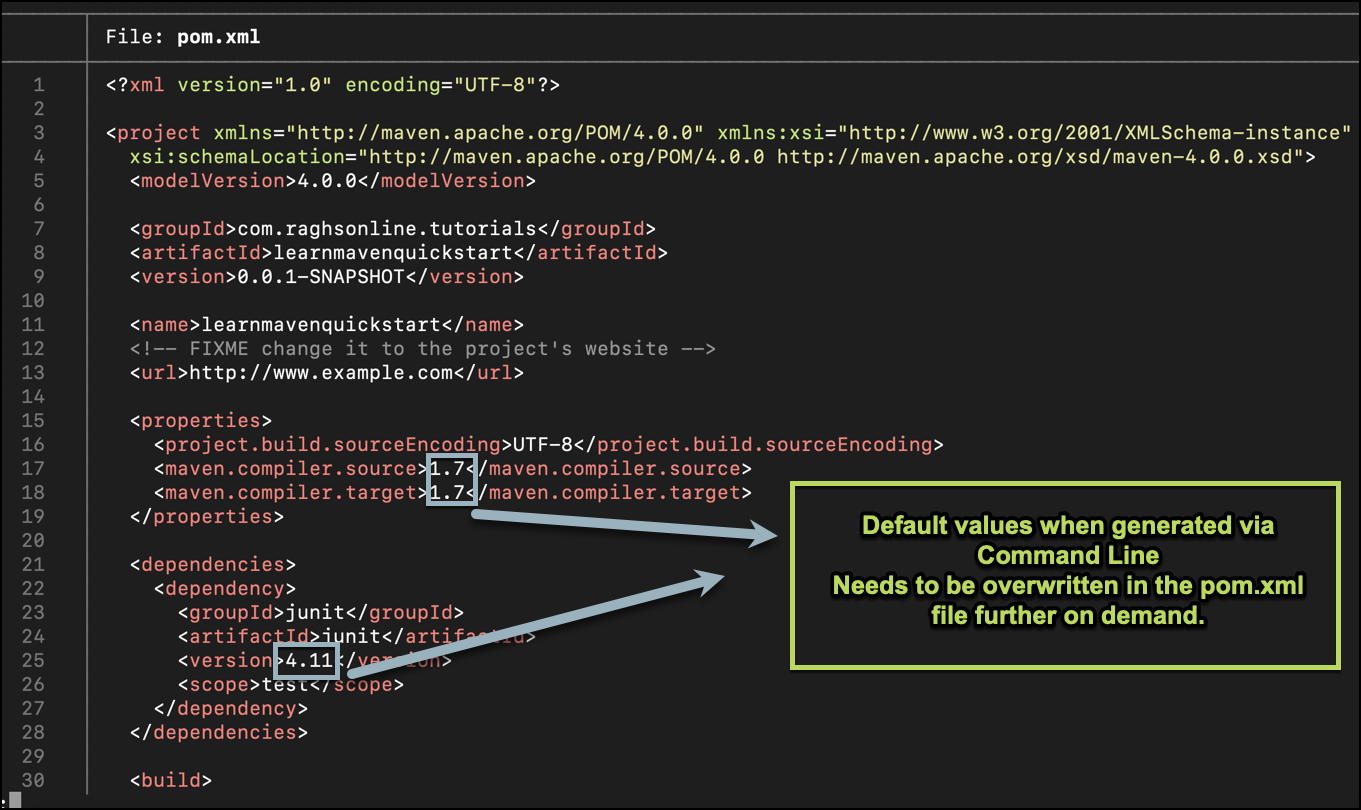 File: pom.xml
1 <?xml version="1.0" encoding="UTF-8"?>
2
3 <project xmlns="http://maven.apache.org/POM/4.0.0" xmlns:xsi="http://www.w3.org/2001/XMLSchema-instance"
4 xsi:schemaLocation="http://maven.apache.org/POM/4.0.0 http://maven.apache.org/xsd/maven-4.0.0.xsd">
5 <modelVersion>4.0.0</modelVersion>
6
7 <groupId>com.raghsonline.tutorials</groupId>
8 <artifactId>learnmavenquickstart</artifactId>
9 <version>0.0.1-SNAPSHOT</version>
10
11 <name>learnmavenquickstart</name>
12 <!-- FIXME change it to the project's website -->
13 <url>http://www.example.com</url>
14
15 <properties>
16 <project.build.sourceEncoding>UTF-8</project.build.sourceEncoding>
17 <maven.compiler.source>1.7</maven.compiler.source>
18 <maven.compiler.target>1.7</maven.compiler.target>
19 </properties>
20
21 <dependencies>
22 <dependency>
23 <groupId>junit</groupId>
24 <artifactId>junit</artifactId>
25 <version>4.11</version>
26 <scope>test</scope>
27 </dependency>
28 </dependencies>
29
30 <build>
:
Default values when generated via
Command Line
Needs to be overwritten in the pom.xml
file further on demand.